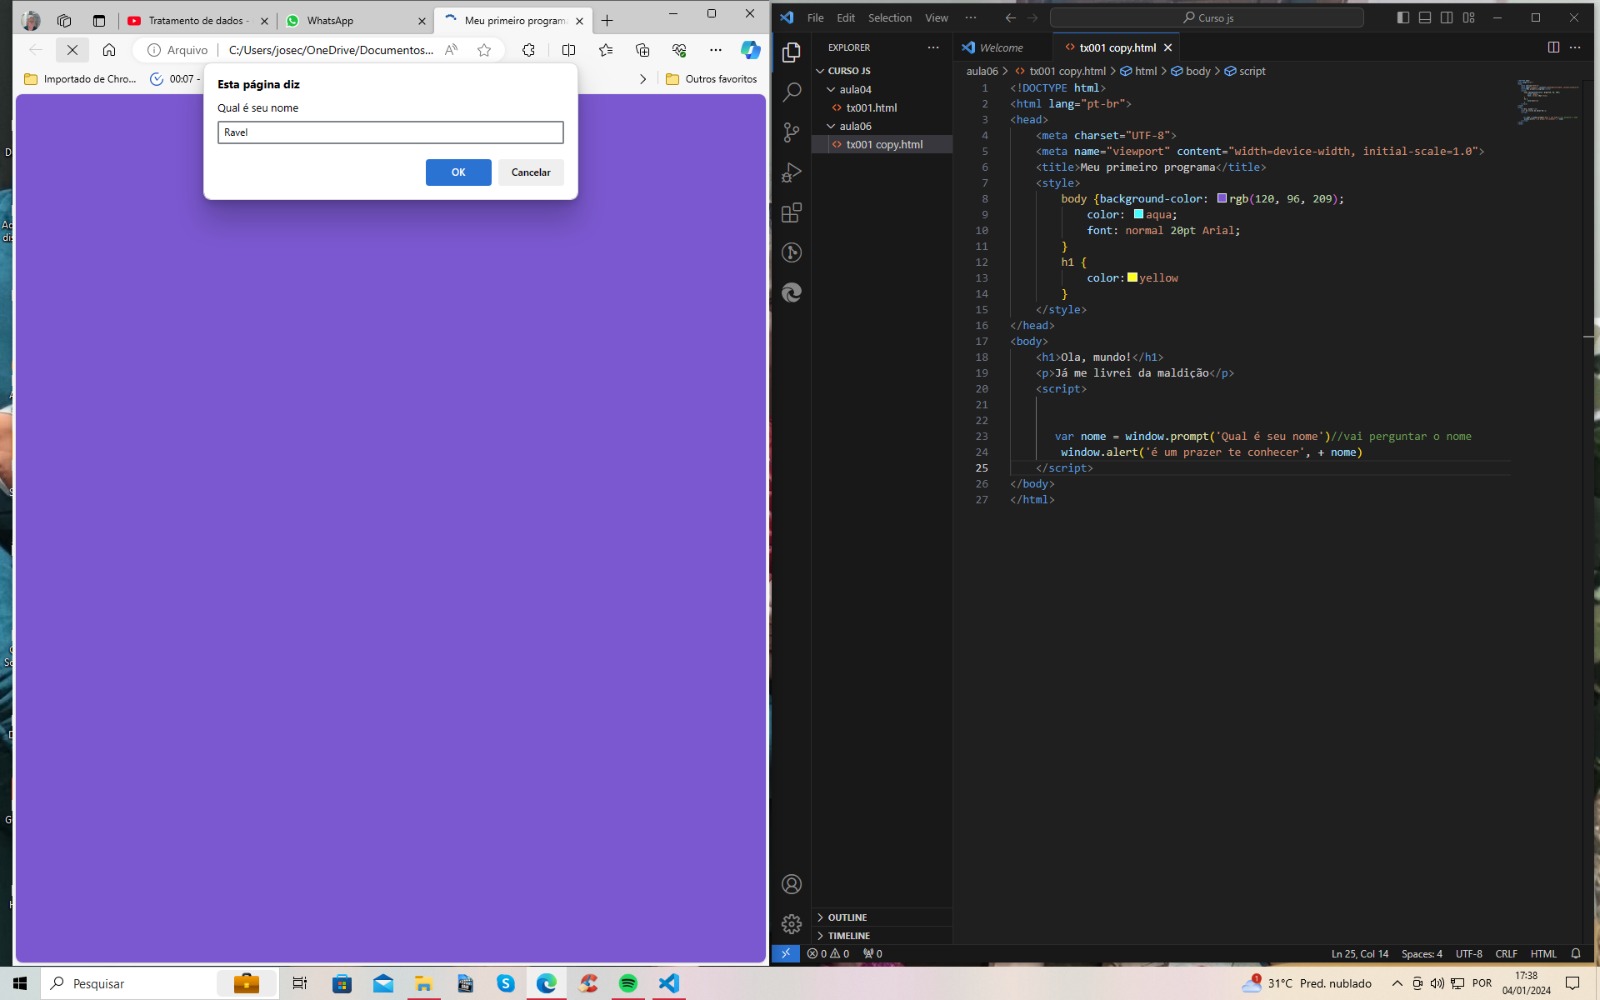 Tratamento de dados -
WhatsApp
Meu primeiro programa
Arquivo
C:/Users/josec/OneDrive/Documentos...
Importado de Chro...
00:07 -
Outros favoritos
Esta página diz
Qual é seu nome
Ravel
OK
Cancelar
File Edit Selection View ...
Curso js
EXPLORER
CURSO JS
aula04
tx001.html
aula06
tx001 copy.html
OUTLINE
TIMELINE
Welcome
tx001 copy.html
aula06 > tx001 copy.html > html > body > script
1 <!DOCTYPE html>
2 <html lang="pt-br">
3 <head>
4 <meta charset="UTF-8">
5 <meta name="viewport" content="width=device-width, initial-scale=1.0">
6 <title>Meu primeiro programa</title>
7 <style>
8 body {background-color: rgb(120, 96, 209);
9 color: aqua;
10 font: normal 20pt Arial;
11 }
12 h1 {
13 color: yellow
14 }
15 </style>
16 </head>
17 <body>
18 <h1>Ola, mundo!</h1>
19 <p>Já me livrei da maldição</p>
20 <script>
21
22
23 var nome = window.prompt('Qual é seu nome')//vai perguntar o nome
24 window.alert('é um prazer te conhecer', + nome)
25 </script>
26 </body>
27 </html>
0 0 0
Ln 25, Col 14 Spaces: 4 UTF-8 CRLF HTML
Pesquisar
1
31°C Pred. nublado
POR
17:38
04/01/2024